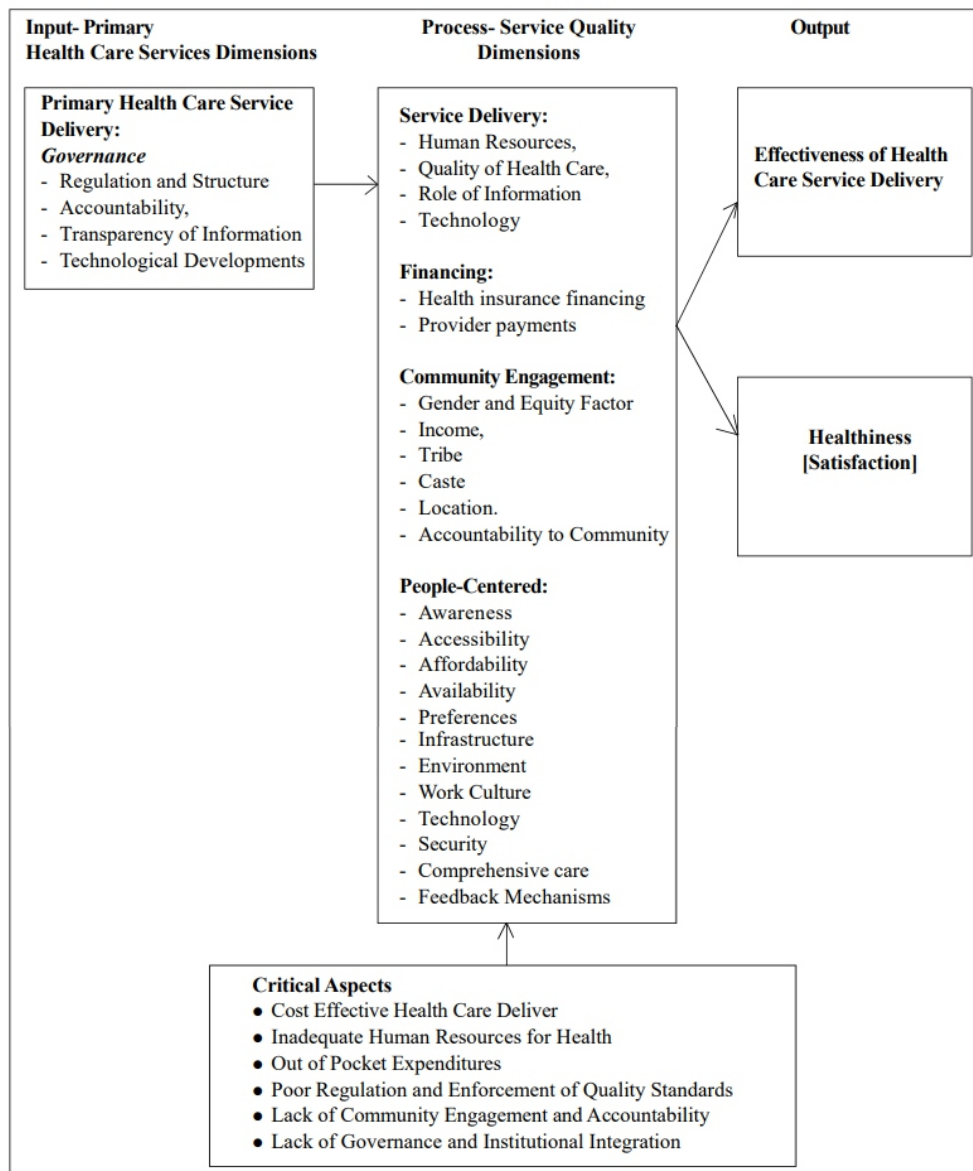 Input- Primary
Health Care Services Dimensions
Process- Service Quality
Dimensions
Output
Primary Health Care Service
Delivery:
Governance
- Regulation and Structure
- Accountability,
- Transparency of Information
- Technological Developments
Service Delivery:
- Human Resources,
- Quality of Health Care,
- Role of Information
- Technology
Financing:
- Health insurance financing
- Provider payments
Community Engagement:
- Gender and Equity Factor
- Income,
- Tribe
- Caste
- Location.
- Accountability to Community
People-Centered:
- Awareness
- Accessibility
- Affordability
- Availability
- Preferences
- Infrastructure
- Environment
- Work Culture
- Technology
- Security
- Comprehensive care
- Feedback Mechanisms
Effectiveness of Health
Care Service Delivery
Healthiness
[Satisfaction]
Critical Aspects
● Cost Effective Health Care Deliver
● Inadequate Human Resources for Health
● Out of Pocket Expenditures
● Poor Regulation and Enforcement of Quality Standards
● Lack of Community Engagement and Accountability
● Lack of Governance and Institutional Integration